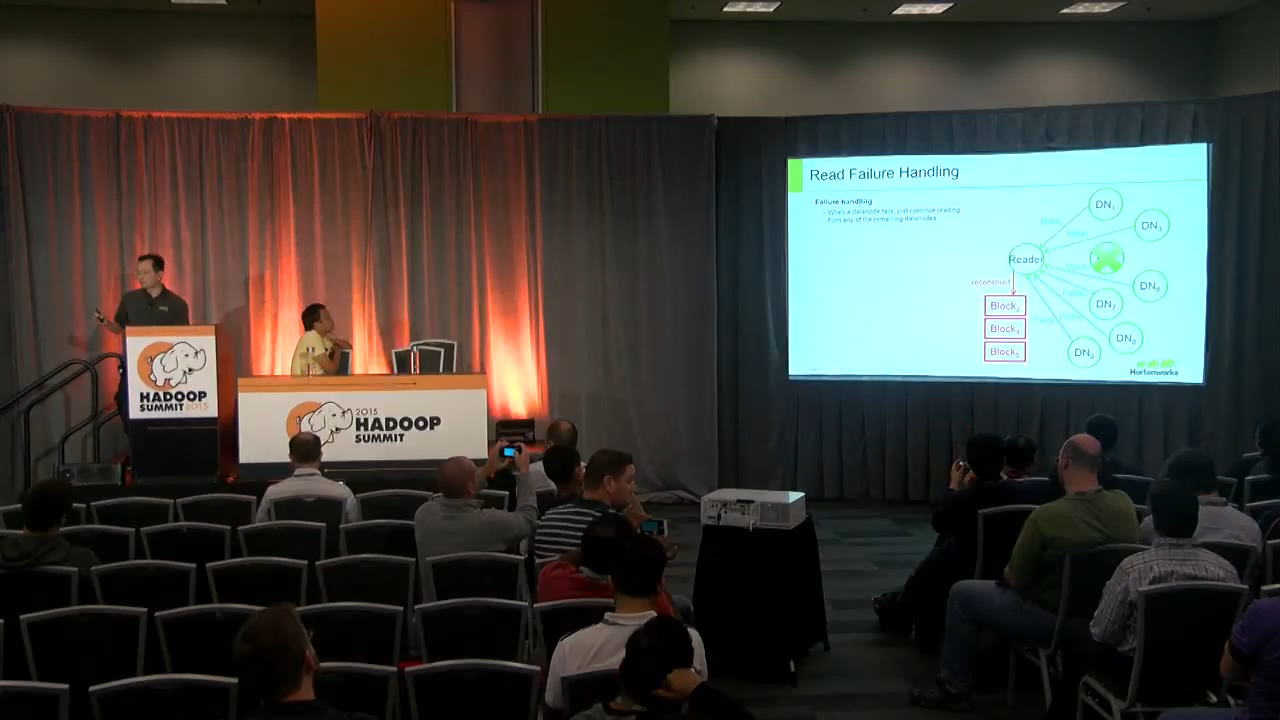 Read Failure Handling
Failure handling
When a datanode fails, just continue reading
from any of the remaining datanodes
DN1
DN3
Reader
DN6
reconstruct
DN7
Block3
Block4
DN8
Block5
DN9
Hortonworks
HADOOP
SUMMIT 2015
2015
HADOOP
SUMMIT